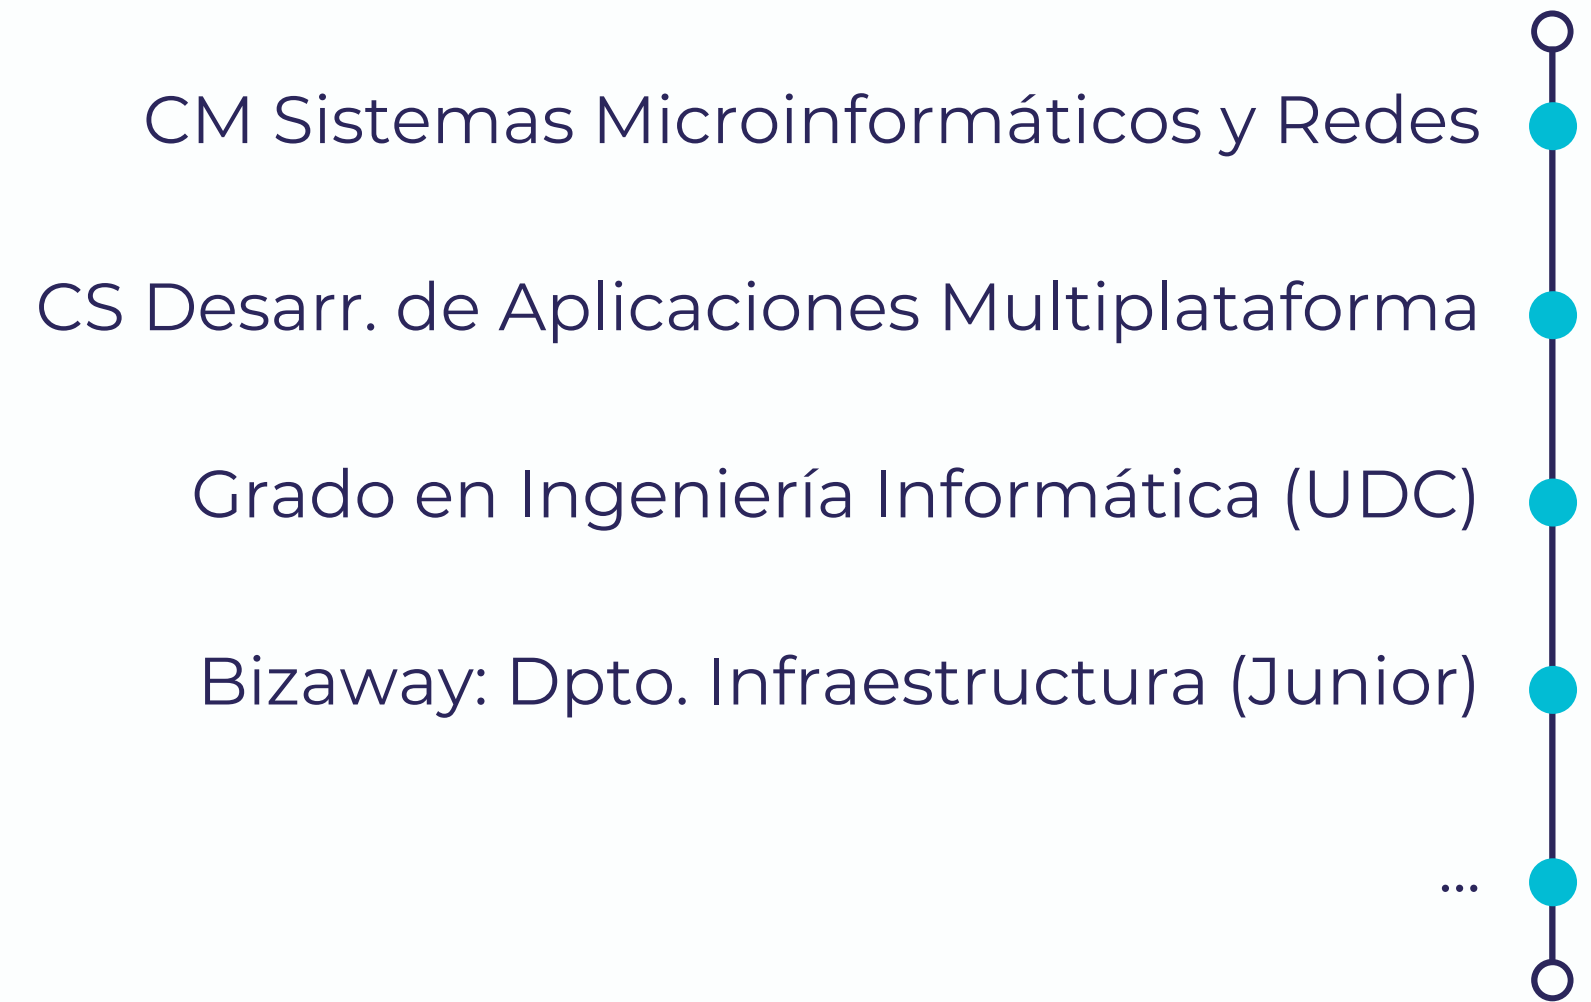 CM Sistemas Microinformáticos y Redes
CS Desarr. de Aplicaciones Multiplataforma
Grado en Ingeniería Informática (UDC)
Bizaway: Dpto. Infraestructura (Junior)
...